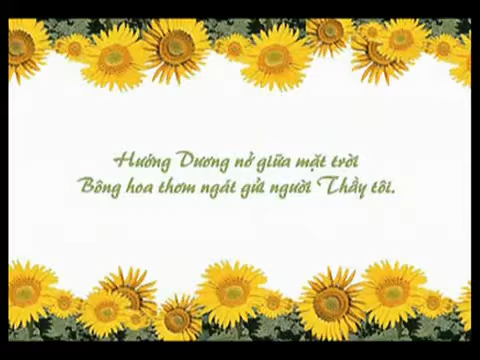 Hướng Dương nở giữa mặt trời
Bông hoa thơm ngát gửi người Thầy tôi.